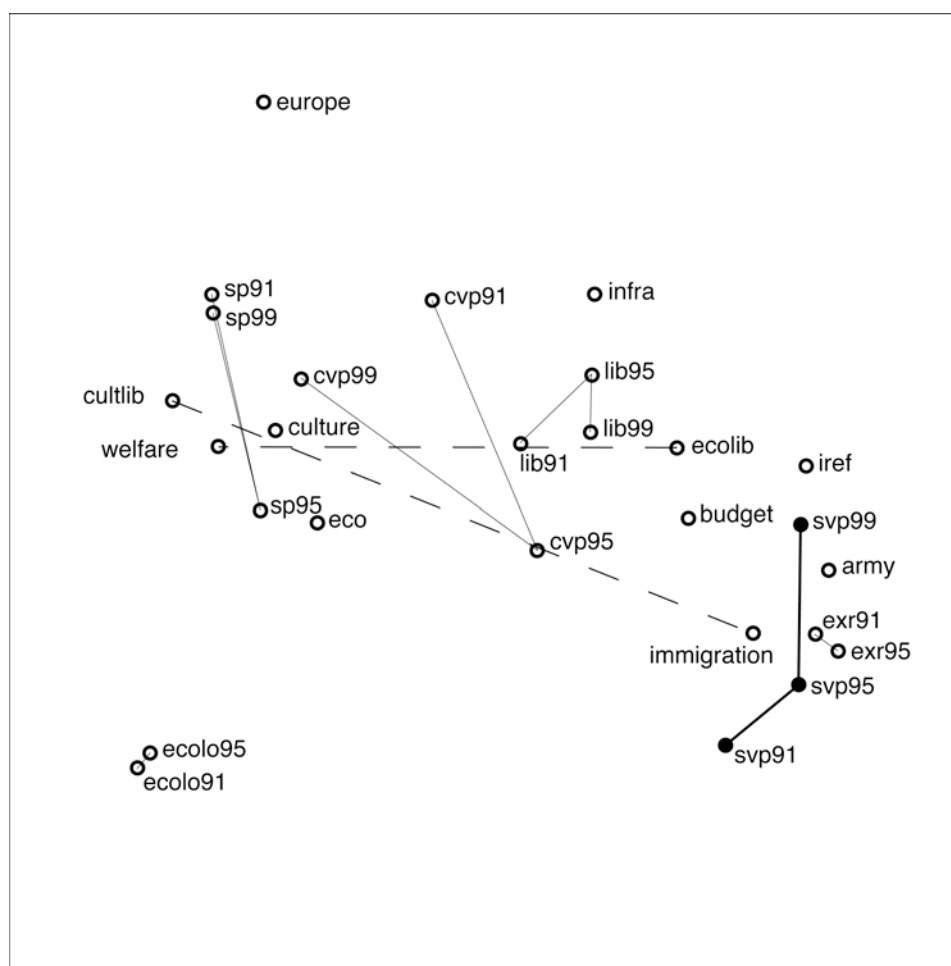 europe
sp91
sp99
cvp91
infra
cvp99
lib95
cultlib
culture
lib99
welfare
lib91
ecolib
iref
sp95
eco
budget
svp99
cvp95
army
exr91
immigration
exr95
svp95
ecolo95
svp91
ecolo91